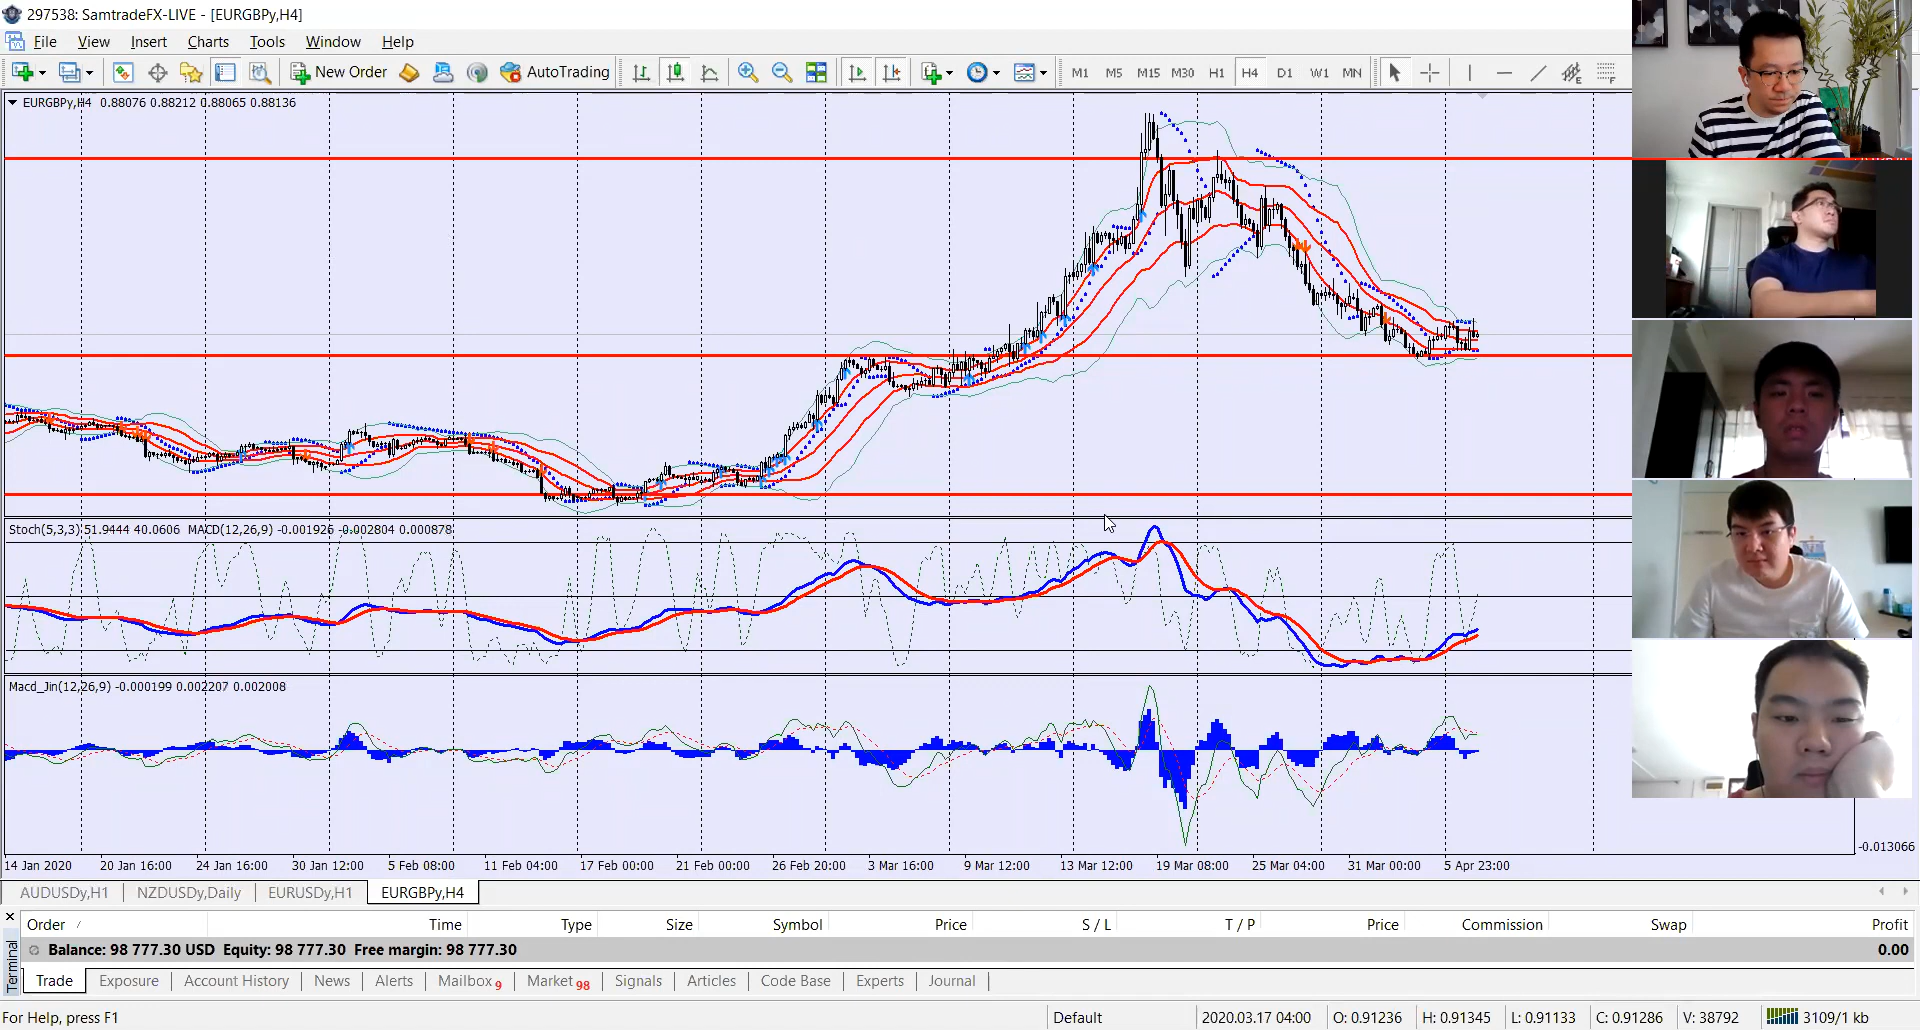 297538: SamtradeFX-LIVE - [EURGBPy,H4]
File View Insert Charts Tools Window Help
New Order AutoTrading M1 M5 M15 M30 H1 H4 D1 W1 MN
EURGBPy,H4 0.88076 0.88212 0.88065 0.88136
Stoch(5,3,3) 51.9444 40.0606 MACD(12,26,9) -0.001926 -0.002804 0.000878
Macd_Jin(12,26,9) -0.000199 0.002207 0.002008
-0.013066
14 Jan 2020 20 Jan 16:00 24 Jan 16:00 30 Jan 12:00 5 Feb 08:00 11 Feb 04:00 17 Feb 00:00 21 Feb 00:00 26 Feb 20:00 3 Mar 16:00 9 Mar 12:00 13 Mar 12:00 19 Mar 08:00 25 Mar 04:00 31 Mar 00:00 5 Apr 23:00
AUDUSDy,H1 NZDUSDy,Daily EURUSDy,H1 EURGBPy,H4
Order / Time Type Size Symbol Price S / L T / P Price Commission Swap Profit
Balance: 98 777.30 USD Equity: 98 777.30 Free margin: 98 777.30 0.00
Terminal
Trade Exposure Account History News Alerts Mailbox 9 Market 98 Signals Articles Code Base Experts Journal
For Help, press F1 Default 2020.03.17 04:00 O: 0.91236 H: 0.91345 L: 0.91133 C: 0.91286 V: 38792 3109/1 kb